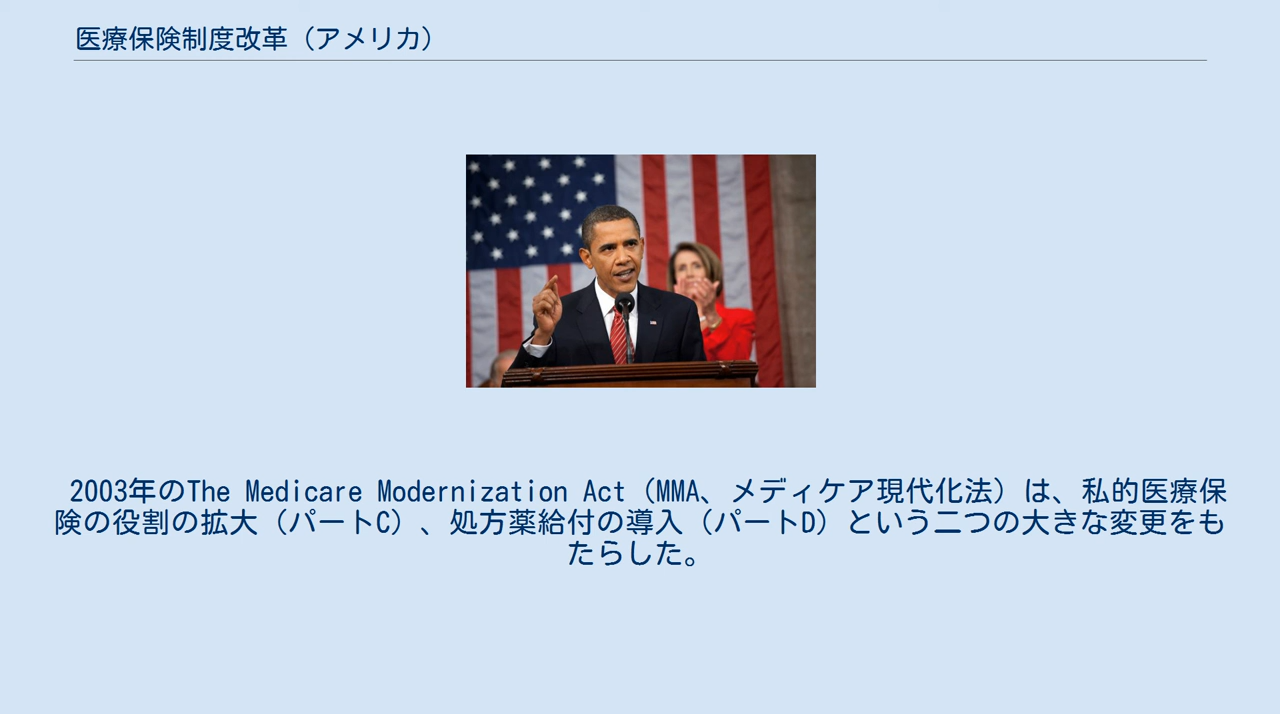 医療保険制度改革（アメリカ）
2003年のThe Medicare Modernization Act（MMA、メディケア現代化法）は、私的医療保
険の役割の拡大（パートC）、処方薬給付の導入（パートD）という二つの大きな変更をも
たらした。